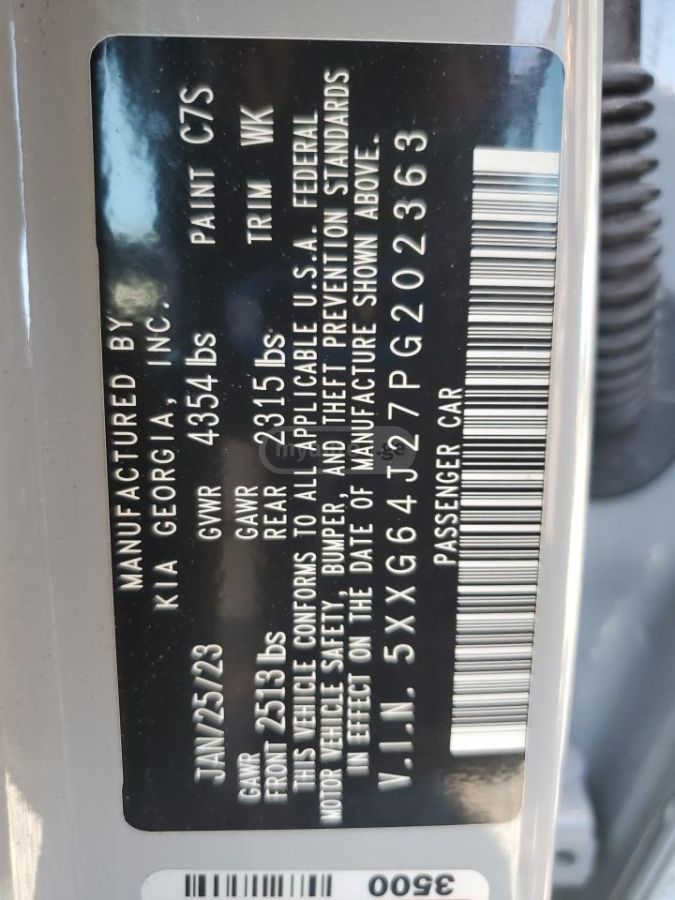 MANUFACTURED BY
KIA GEORGIA, INC.
JAN/25/23 GVWR 4354 lbs PAINT C7S
GAWR GAWR TRIM WK
FRONT 2513 lbs REAR 2315 lbs
THIS VEHICLE CONFORMS TO ALL APPLICABLE U.S.A. FEDERAL
MOTOR VEHICLE SAFETY, BUMPER, AND THEFT PREVENTION STANDARDS
IN EFFECT ON THE DATE OF MANUFACTURE SHOWN ABOVE.
V.I.N. 5XXG64J27PG202363
PASSENGER CAR
3500
myauto.ge